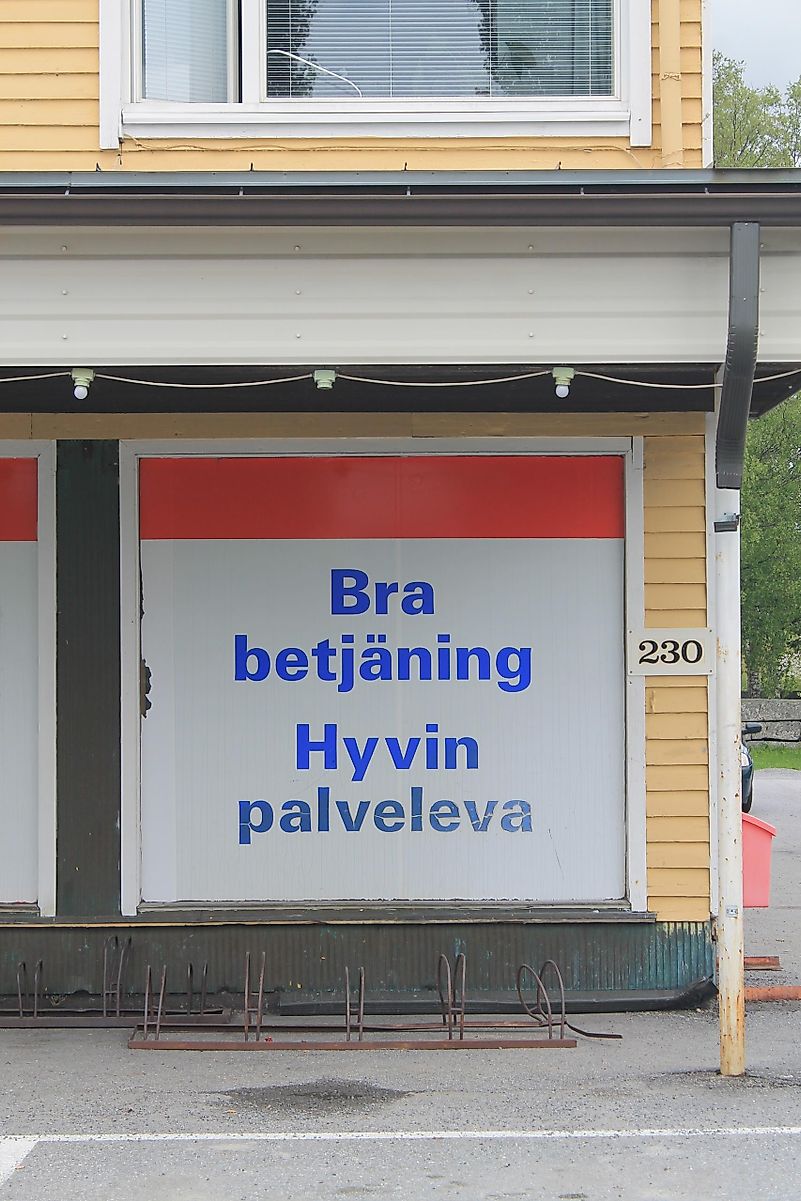 Bra
betjäning
Hyvin
palveleva
230